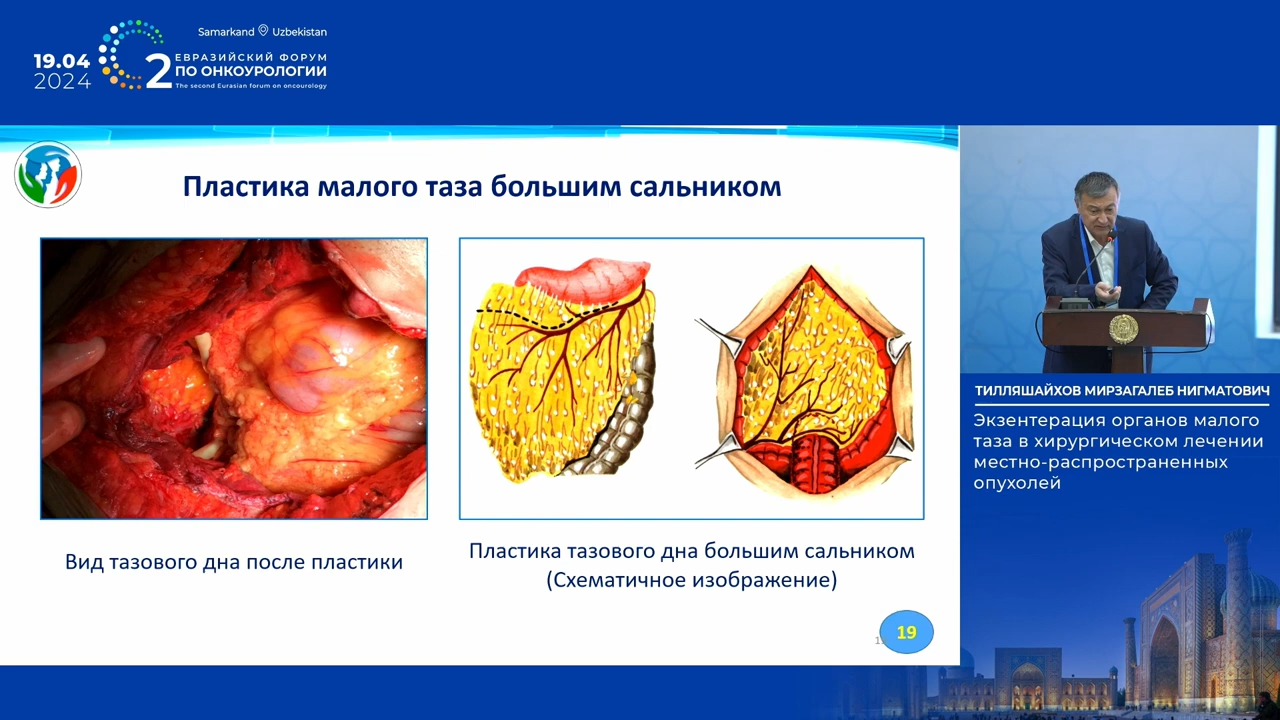 Samarkand Uzbekistan
19.04
2024
2
ЕВРАЗИЙСКИЙ ФОРУМ
ПО ОНКОУРОЛОГИИ
The second Eurasian forum on oncourology
Пластика малого таза большим сальником
Вид тазового дна после пластики
Пластика тазового дна большим сальником
(Схематичное изображение)
19
ТИЛЛЯШАЙХОВ МИРЗАГАЛЕБ НИГМАТОВИЧ
Экзентерация органов малого
таза в хирургическом лечении
местно-распространенных
опухолей